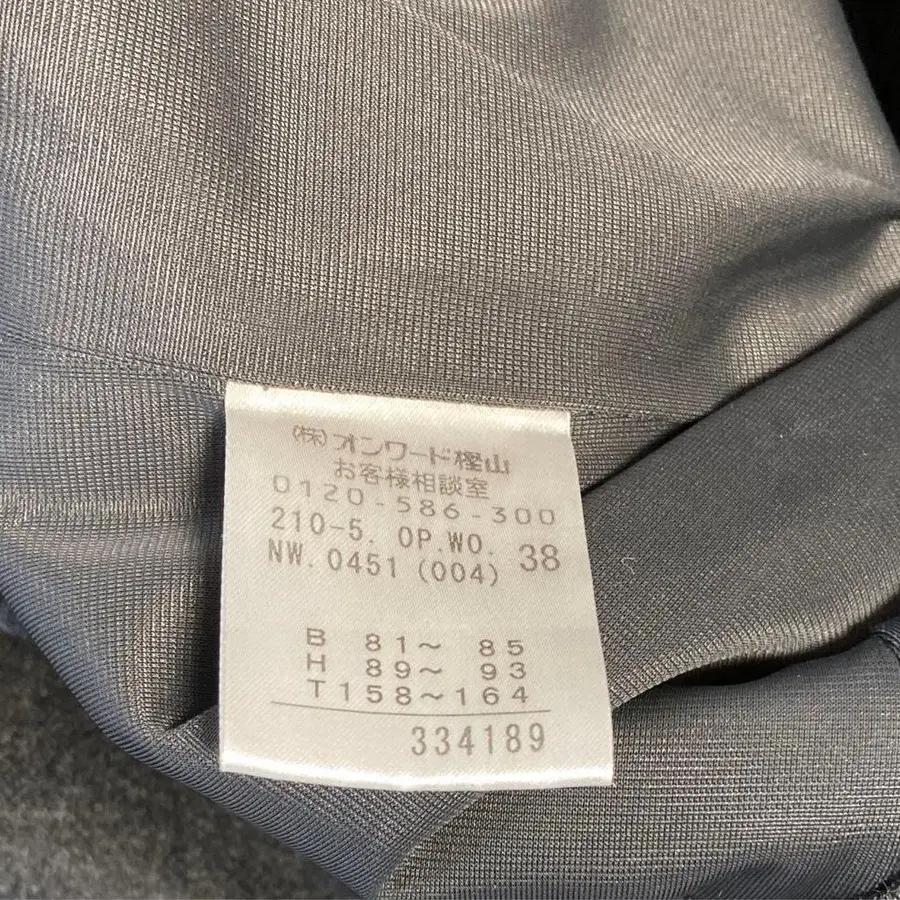 (株)オンワード樫山
お客様相談室
0120-586-300
210-5. OP.WO. 38
NW.0451(004)
B 81~ 85
H 89~ 93
T158~164
334189